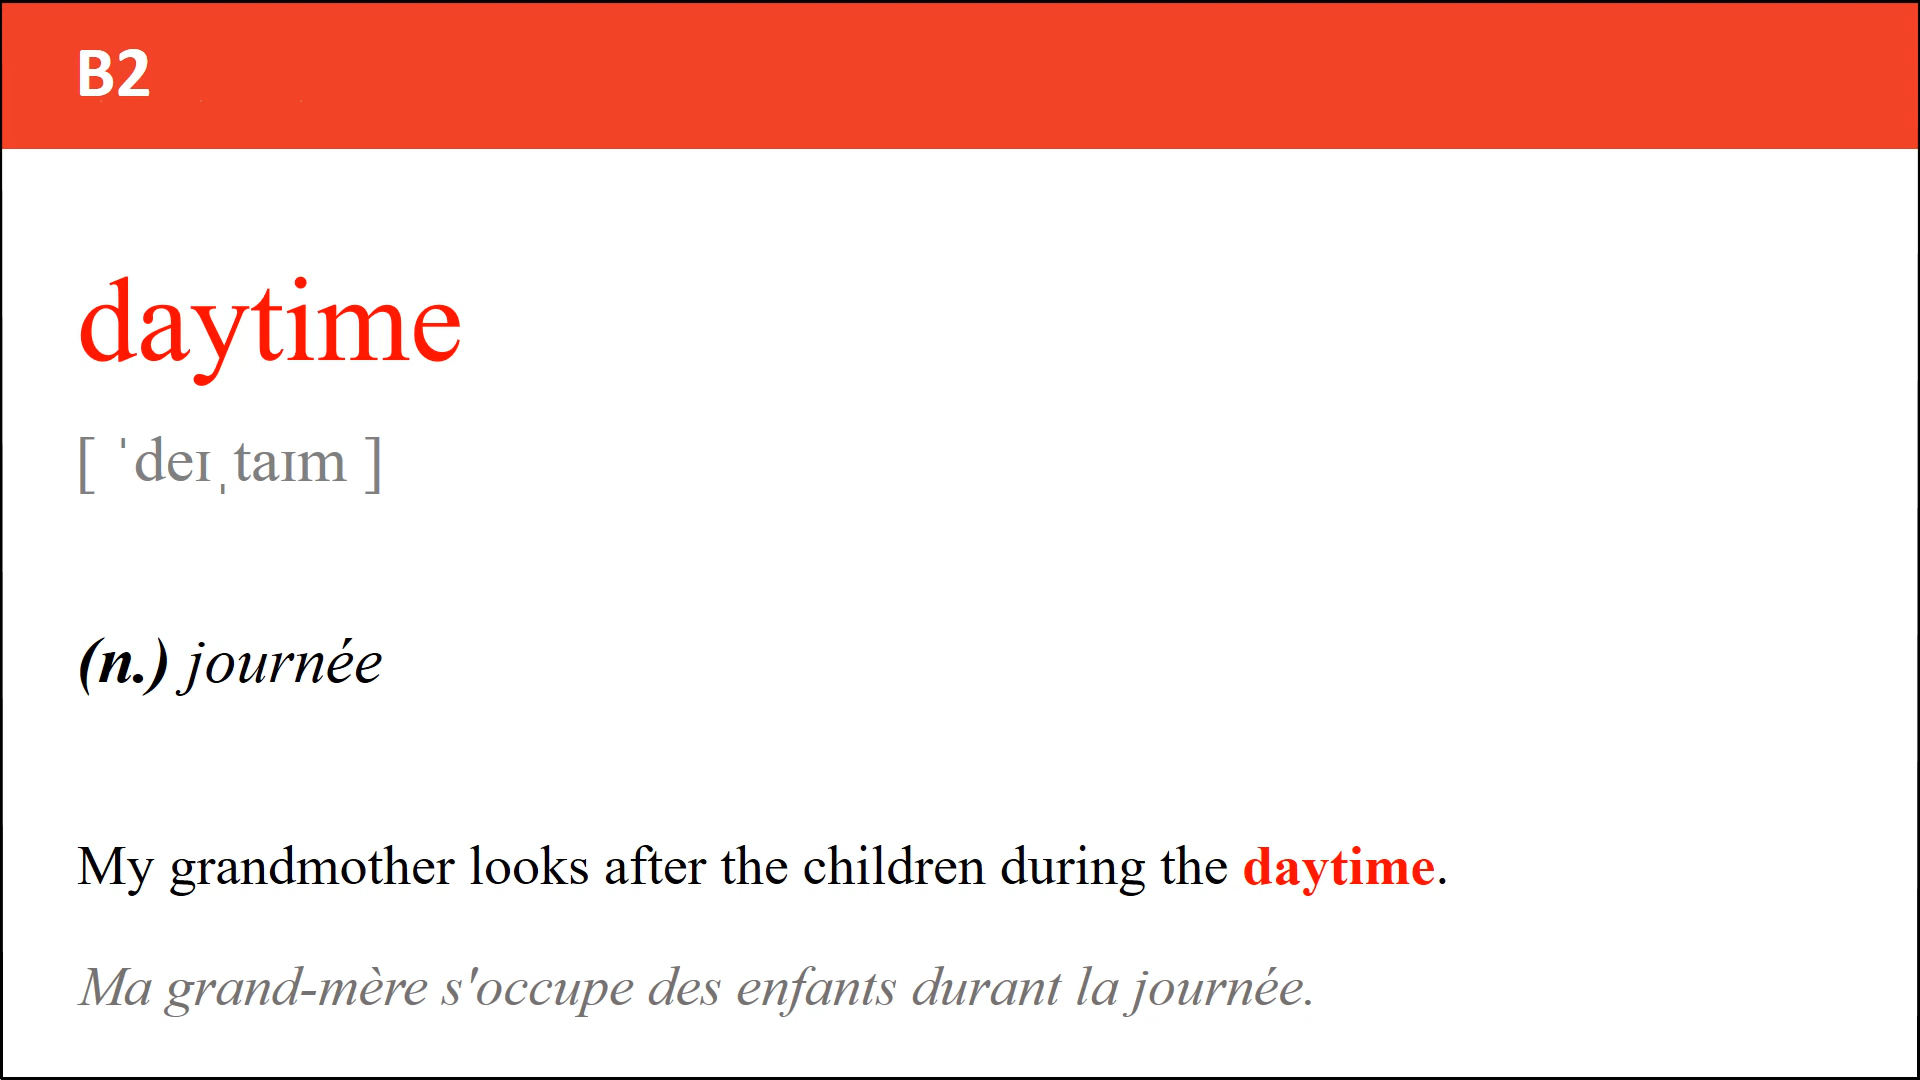 B2
daytime
[ ˈdeɪˌtaɪm ]
(n.) journée
My grandmother looks after the children during the daytime.
Ma grand-mère s'occupe des enfants durant la journée.